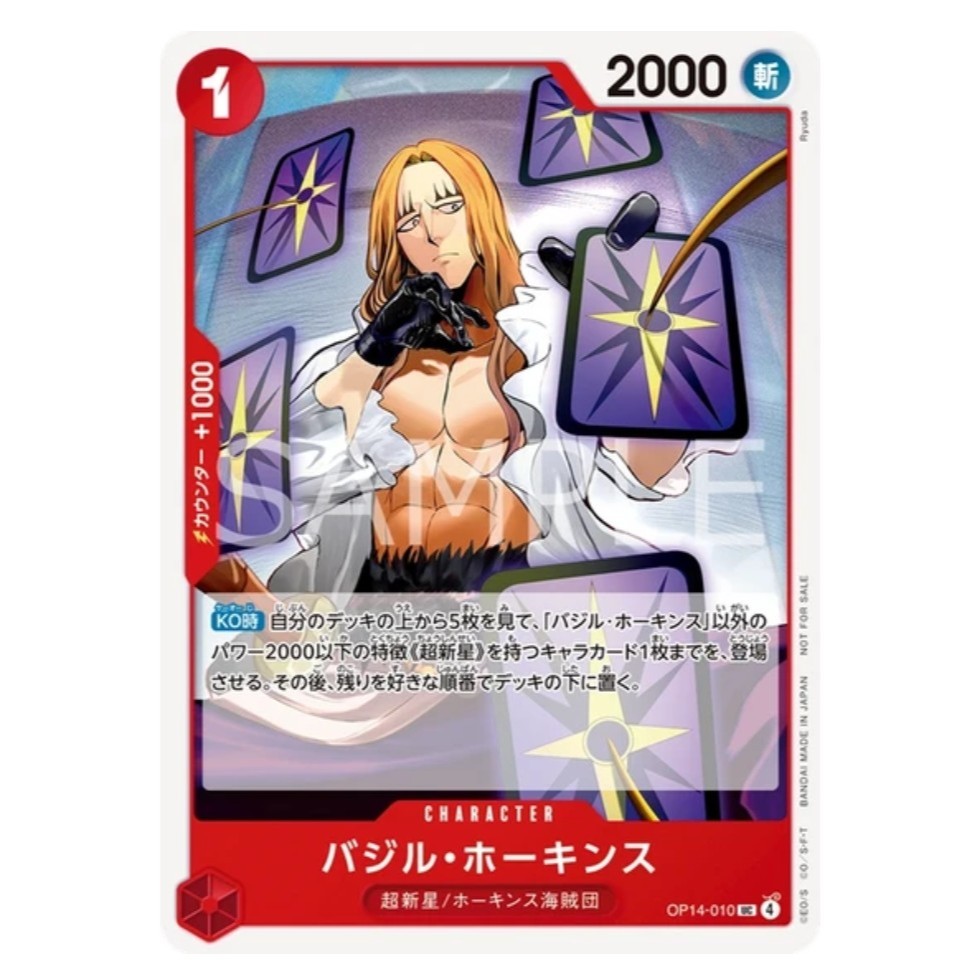 1
2000
斬
Ryuda
カウンター +1000
SAMPLE
KO時 自分のデッキの上から5枚を見て、「バジル・ホーキンス」以外の
パワー2000以下の特徴《超新星》を持つキャラカード1枚までを、登場
させる。その後、残りを好きな順番でデッキの下に置く。
CHARACTER
バジル・ホーキンス
超新星/ホーキンス海賊団
OP14-010 UC 4
©EO/S ©O/S・F・T BANDAI MADE IN JAPAN NOT FOR SALE